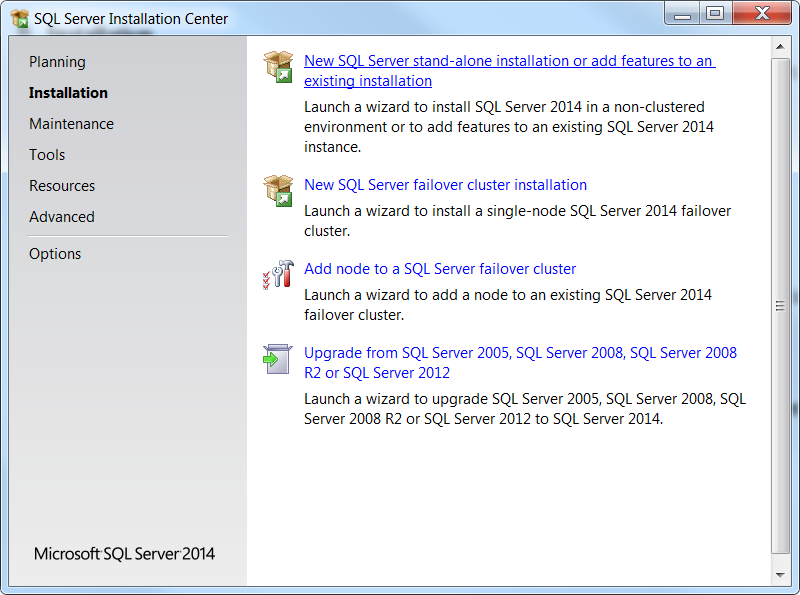 SQL Server Installation Center
Planning
Installation
Maintenance
Tools
Resources
Advanced
Options
Microsoft SQL Server 2014
New SQL Server stand-alone installation or add features to an
existing installation
Launch a wizard to install SQL Server 2014 in a non-clustered
environment or to add features to an existing SQL Server 2014
instance.
New SQL Server failover cluster installation
Launch a wizard to install a single-node SQL Server 2014 failover
cluster.
Add node to a SQL Server failover cluster
Launch a wizard to add a node to an existing SQL Server 2014
failover cluster.
Upgrade from SQL Server 2005, SQL Server 2008, SQL Server 2008
R2 or SQL Server 2012
Launch a wizard to upgrade SQL Server 2005, SQL Server 2008, SQL
Server 2008 R2 or SQL Server 2012 to SQL Server 2014.